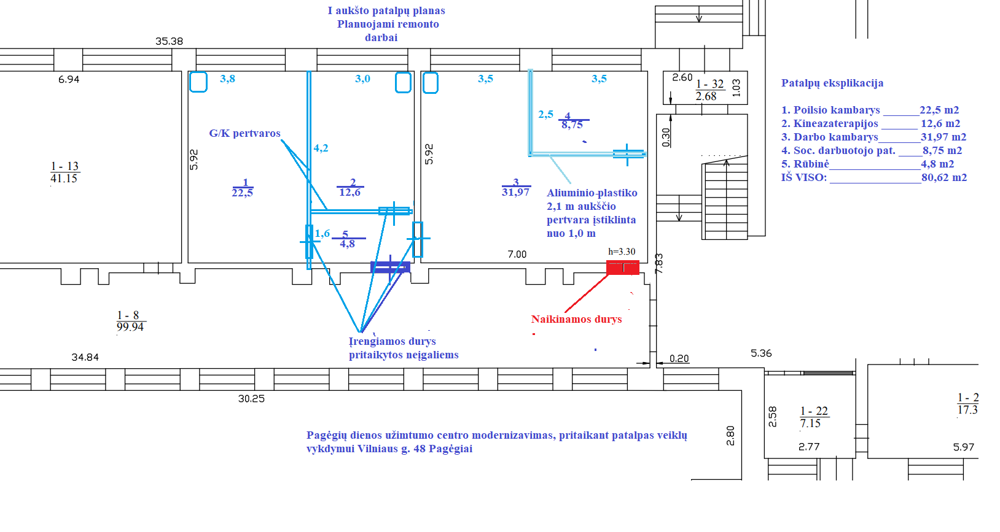 I aukšto patalpų planas
Planuojami remonto
darbai
35.38
6.94
3,8
3,0
3,5
3,5
2.60
1 - 32
2.68
1.03
0.30
Patalpų eksplikacija
1. Poilsio kambarys ______22,5 m2
2. Kineazaterapijos ______ 12,6 m2
3. Darbo kambarys_______31,97 m2
4. Soc. darbuotojo pat. ____8,75 m2
5. Rūbinė_______________4,8 m2
IŠ VISO: _______________80,62 m2
2,5
4
8,75
G/K pertvaros
4,2
5.92
5.92
1 - 13
41.15
1
22,5
2
12,6
3
31,97
Aliuminio-plastiko
2,1 m aukščio
pertvara įstiklinta
nuo 1,0 m
1,6
5
4,8
7.00
h=3.30
7.83
1 - 8
99.94
Naikinamos durys
Įrengiamos durys
pritaikytos neįgaliems
34.84
0.20
5.36
30.25
1 - 22
7.15
2.58
2.77
1 - 2
17.3
5.97
2.80
Pagėgių dienos užimtumo centro modernizavimas, pritaikant patalpas veiklų
vykdymui Vilniaus g. 48 Pagėgiai